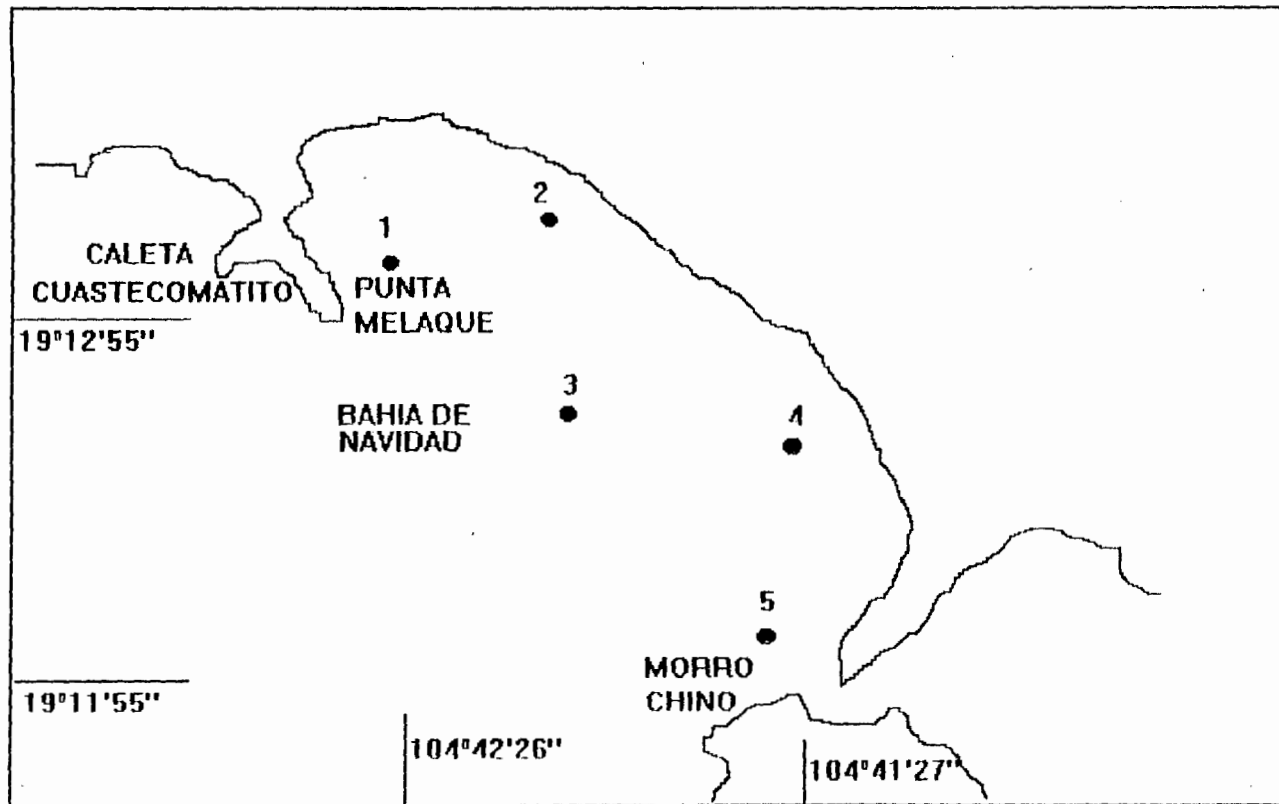 2
1
CALETA
CUASTECOMATITO
PUNTA
MELAQUE
19°12'55"
3
BAHIA DE
NAVIDAD
4
5
MORRO
CHINO
19°11'55"
104°42'26"
104°41'27"